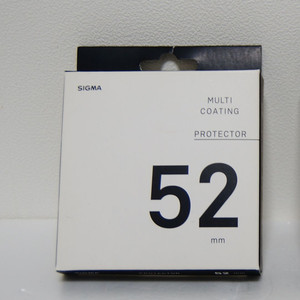 SIGMA
MULTI
COATING
PROTECTOR
52
mm